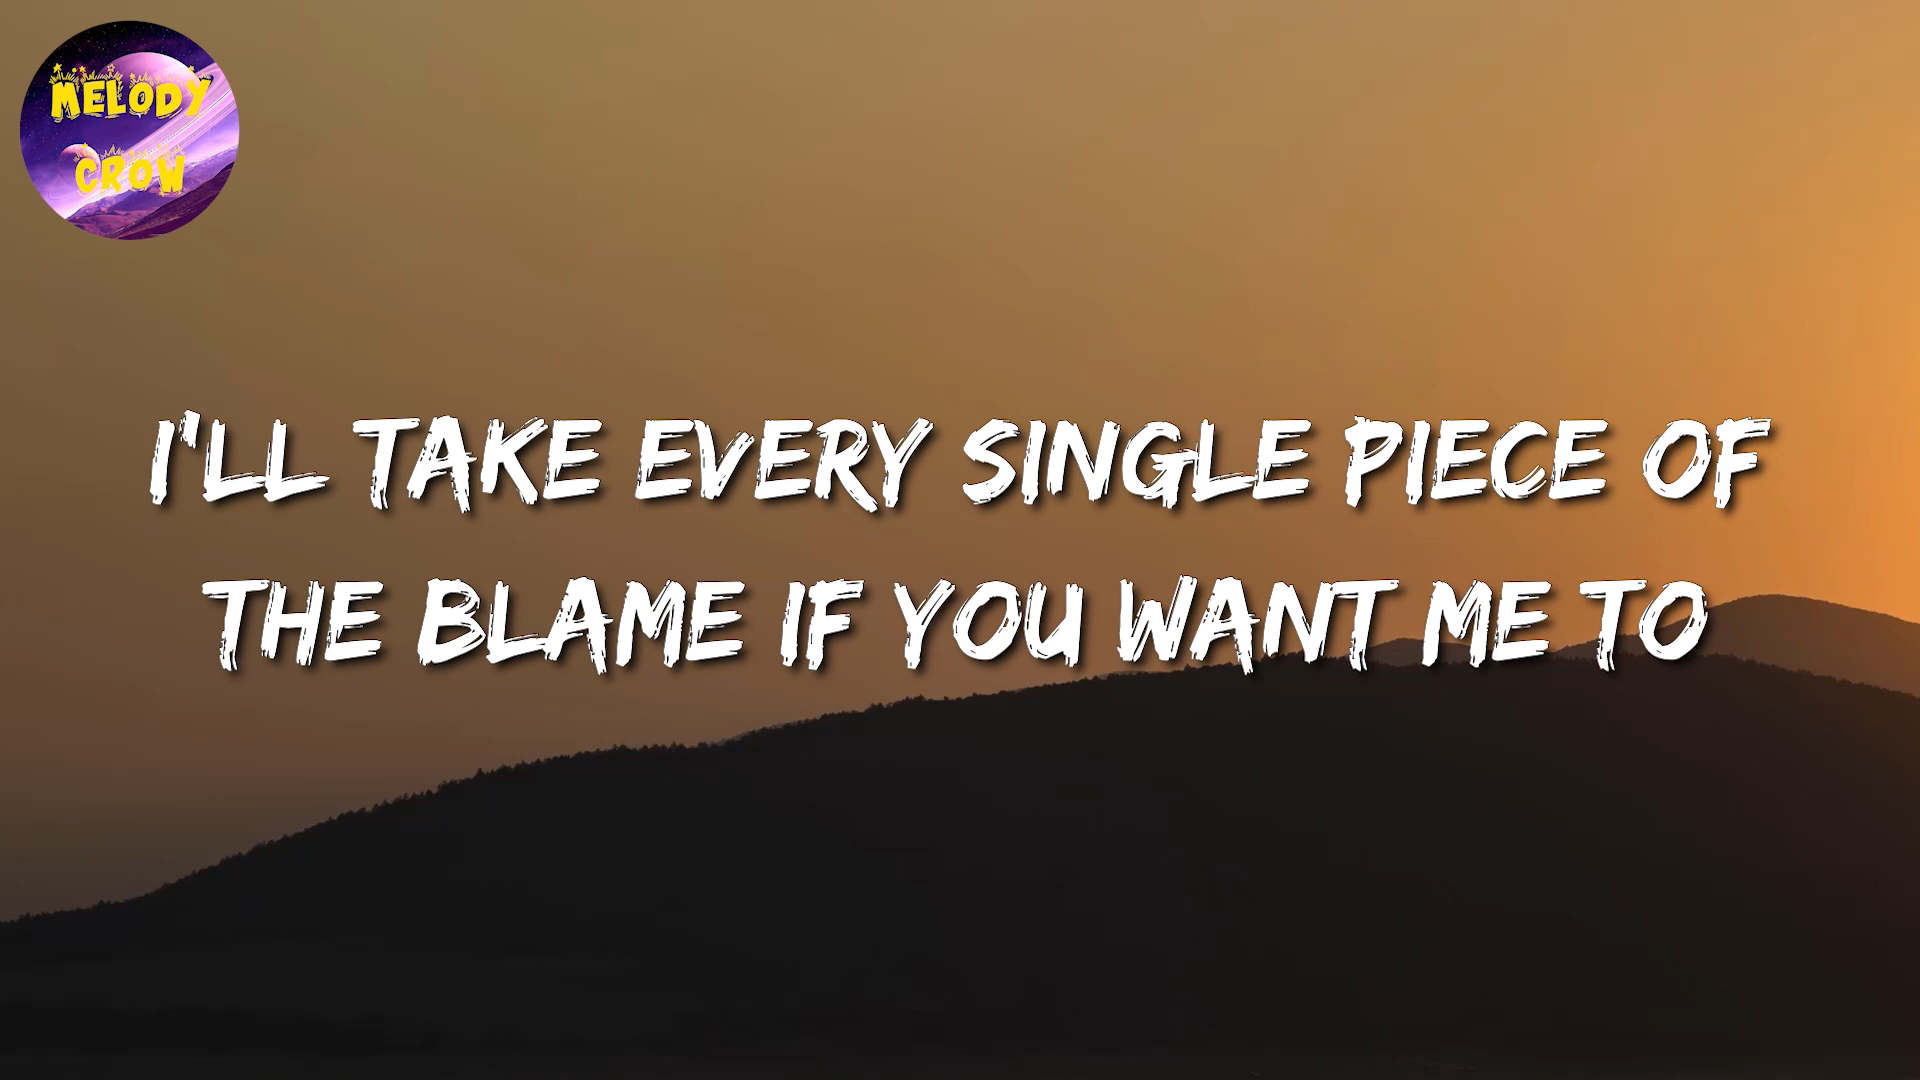 MELODY
CROW
I'LL TAKE EVERY SINGLE PIECE OF
THE BLAME IF YOU WANT ME TO